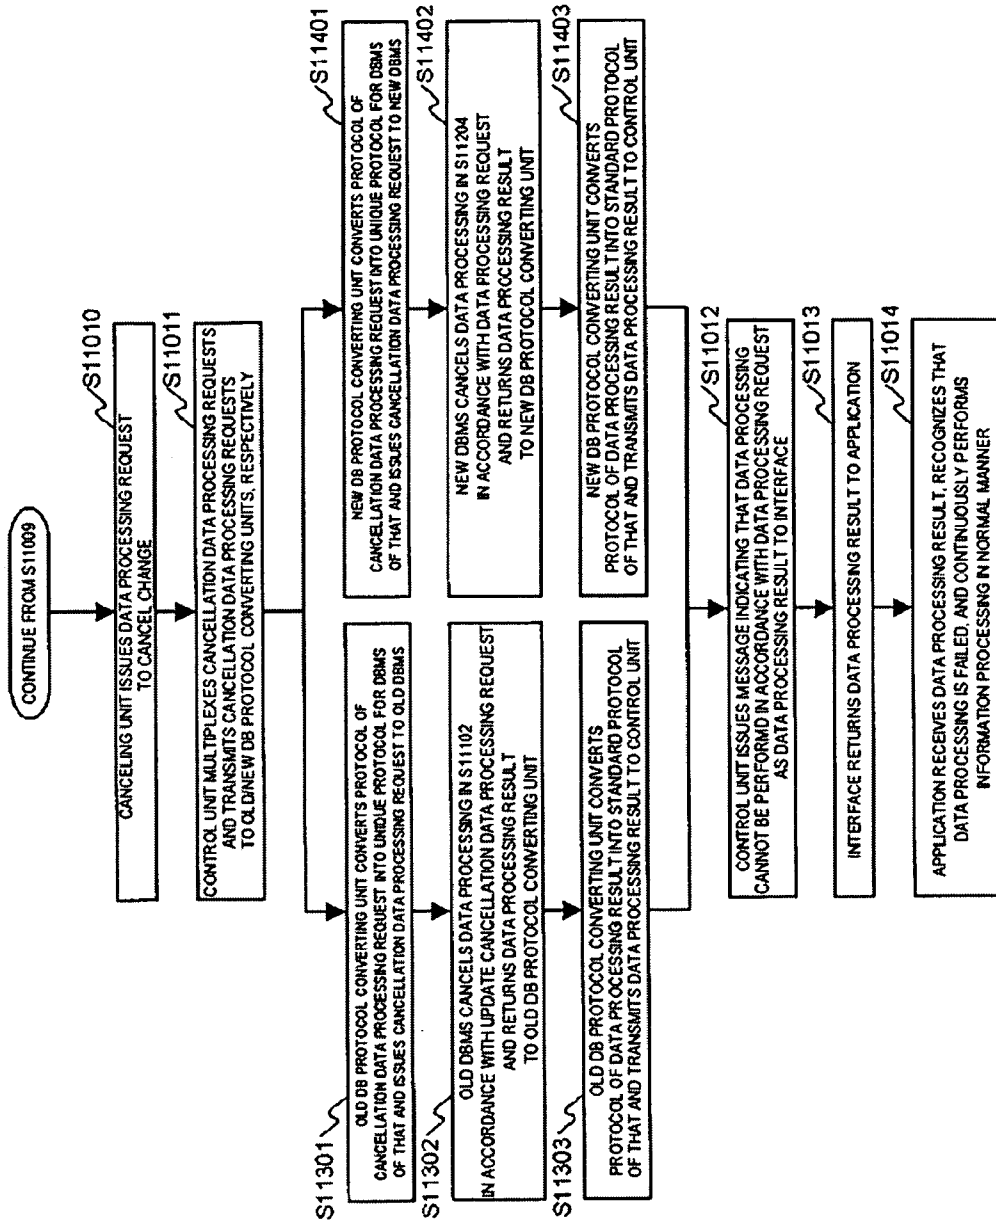 CONTINUE FROM S11009
S11010
CANCELING UNIT ISSUES DATA PROCESSING REQUEST
TO CANCEL CHANGE
S11011
CONTROL UNIT MULTIPLEXES CANCELLATION DATA PROCESSING REQUESTS
AND TRANSMITS CANCELLATION DATA PROCESSING REQUESTS
TO OLD/NEW DB PROTOCOL CONVERTING UNITS, RESPECTIVELY
S11301
OLD DB PROTOCOL CONVERTING UNIT CONVERTS PROTOCOL OF
CANCELLATION DATA PROCESSING REQUEST INTO UNIQUE PROTOCOL FOR DBMS
OF THAT AND ISSUES CANCELLATION DATA PROCESSING REQUEST TO OLD DBMS
S11302
OLD DBMS CANCELS DATA PROCESSING IN S11102
IN ACCORDANCE WITH UPDATE CANCELLATION DATA PROCESSING REQUEST
AND RETURNS DATA PROCESSING RESULT
TO OLD DB PROTOCOL CONVERTING UNIT
S11303
OLD DB PROTOCOL CONVERTING UNIT CONVERTS
PROTOCOL OF DATA PROCESSING RESULT INTO STANDARD PROTOCOL
OF THAT AND TRANSMITS DATA PROCESSING RESULT TO CONTROL UNIT
S11401
NEW DB PROTOCOL CONVERTING UNIT CONVERTS PROTOCOL OF
CANCELLATION DATA PROCESSING REQUEST INTO UNIQUE PROTOCOL FOR DBMS
OF THAT AND ISSUES CANCELLATION DATA PROCESSING REQUEST TO NEW DBMS
S11402
NEW DBMS CANCELS DATA PROCESSING IN S11204
IN ACCORDANCE WITH DATA PROCESSING REQUEST
AND RETURNS DATA PROCESSING RESULT
TO NEW DB PROTOCOL CONVERTING UNIT
S11403
NEW DB PROTOCOL CONVERTING UNIT CONVERTS
PROTOCOL OF DATA PROCESSING RESULT INTO STANDARD PROTOCOL
OF THAT AND TRANSMITS DATA PROCESSING RESULT TO CONTROL UNIT
S11012
CONTROL UNIT ISSUES MESSAGE INDICATING THAT DATA PROCESSING
CANNOT BE PERFORMD IN ACCORDANCE WITH DATA PROCESSING REQUEST
AS DATA PROCESSING RESULT TO INTERFACE
S11013
INTERFACE RETURNS DATA PROCESSING RESULT TO APPLICATION
S11014
APPLICATION RECEIVES DATA PROCESSING RESULT, RECOGNIZES THAT
DATA PROCESSING IS FAILED, AND CONTINUOUSLY PERFORMS
INFORMATION PROCESSING IN NORMAL MANNER